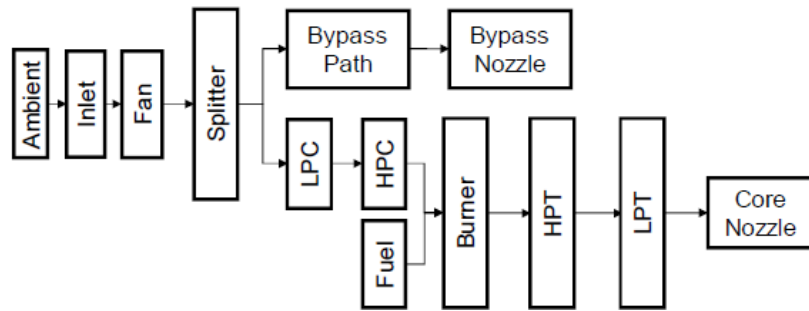 Ambient
Inlet
Fan
Splitter
Bypass
Path
Bypass
Nozzle
LPC
HPC
Fuel
Burner
HPT
LPT
Core
Nozzle